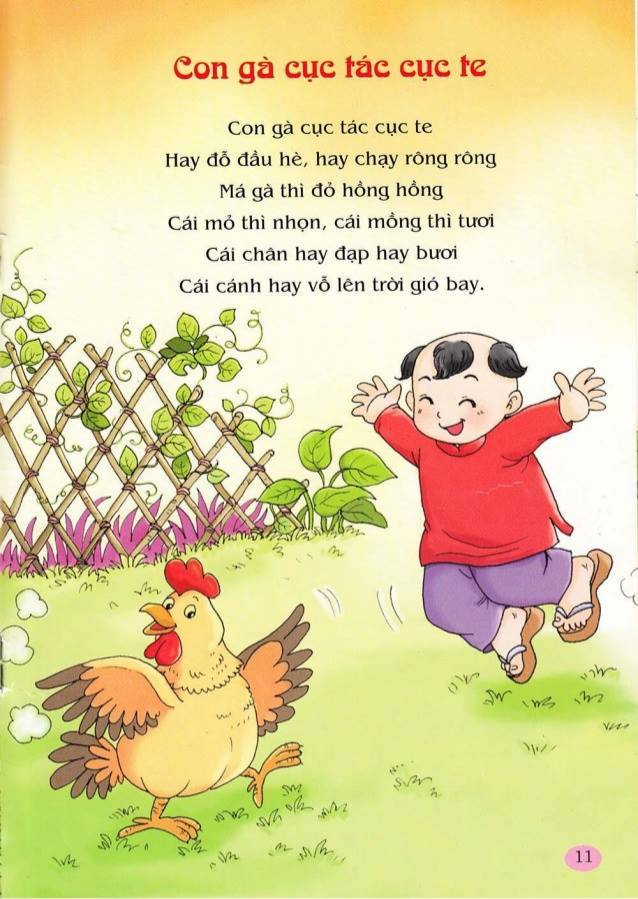 Con gà cục tác cục te
Con gà cục tác cục te
Hay đỗ đầu hè, hay chạy rông rông
Má gà thì đỏ hồng hồng
Cái mỏ thì nhọn, cái mồng thì tươi
Cái chân hay đạp hay bươi
Cái cánh hay vỗ lên trời gió bay.
11